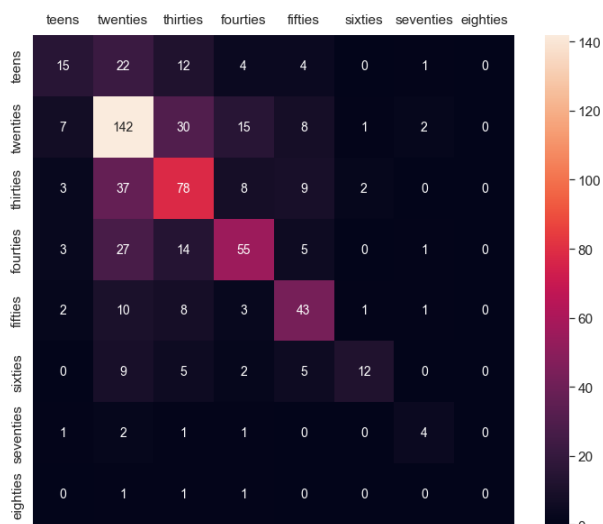 teens twenties thirties fourties fifties sixties seventies eighties
teens 15 22 12 4 4 0 1 0
twenties 7 142 30 15 8 1 2 0
thirties 3 37 78 8 9 2 0 0
fourties 3 27 14 55 5 0 1 0
fifties 2 10 8 3 43 1 1 0
sixties 0 9 5 2 5 12 0 0
seventies 1 2 1 1 0 0 4 0
eighties 0 1 1 1 0 0 0 0
140
120
100
80
60
40
20
0